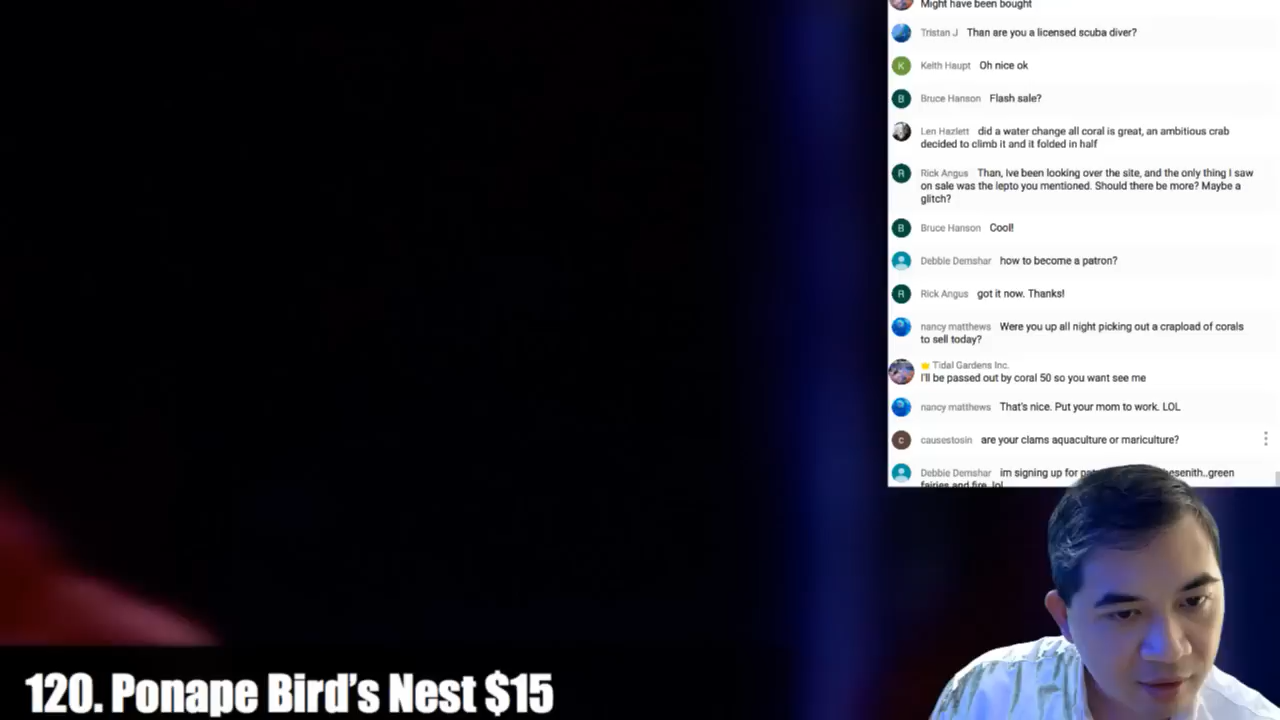 Might have been bought
Tristan J Than are you a licensed scuba diver?
K Keith Haupt Oh nice ok
B Bruce Hanson Flash sale?
Len Hazlett did a water change all coral is great, an ambitious crab
decided to climb it and it folded in half
R Rick Angus Than, Ive been looking over the site, and the only thing I saw
on sale was the lepto you mentioned. Should there be more? Maybe a
glitch?
B Bruce Hanson Cool!
Debbie Demshar how to become a patron?
R Rick Angus got it now. Thanks!
nancy matthews Were you up all night picking out a crapload of corals
to sell today?
Tidal Gardens Inc.
I'll be passed out by coral 50 so you want see me
nancy matthews That's nice. Put your mom to work. LOL
c causestosin are your clams aquaculture or mariculture?
Debbie Demshar im signing up for green
fairies and fire lol
120. Ponape Bird's Nest $15